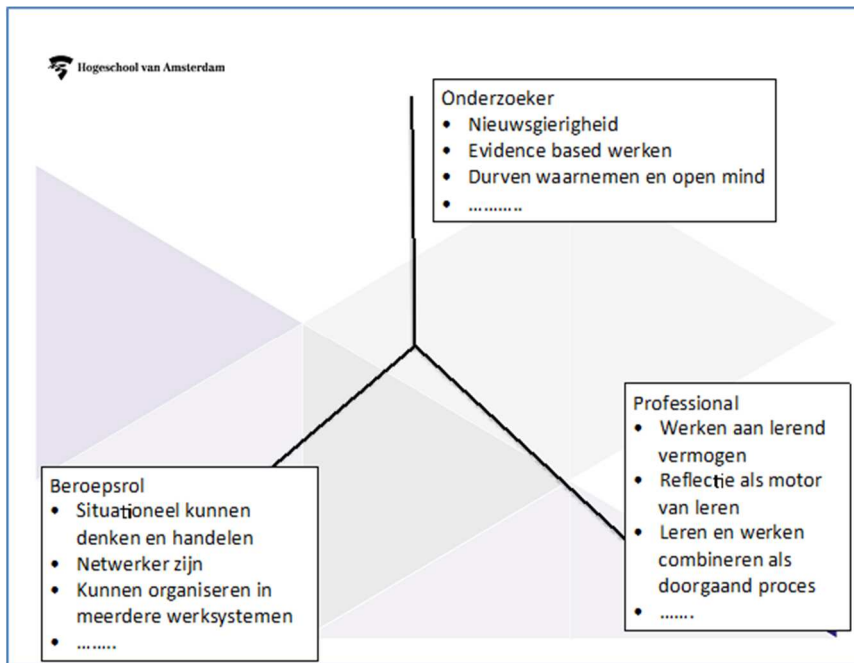 Hogeschool van Amsterdam
Onderzoeker
• Nieuwsgierigheid
• Evidence based werken
• Durven waarnemen en open mind
• ..........
Beroepsrol
• Situationeel kunnen
denken en handelen
• Netwerker zijn
• Kunnen organiseren in
meerdere werksystemen
• ........
Professional
• Werken aan lerend
vermogen
• Reflectie als motor
van leren
• Leren en werken
combineren als
doorgaand proces
• .......